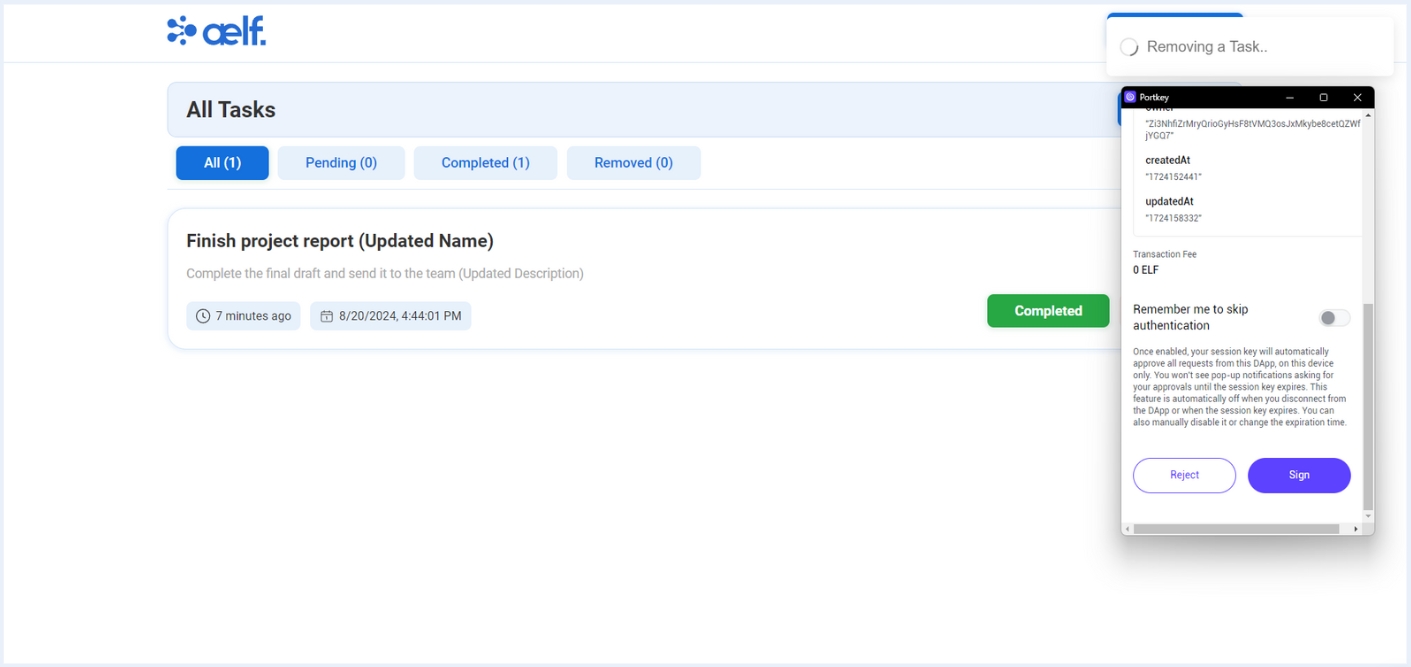 aelf.
Removing a Task..
All Tasks
All (1)
Pending (0)
Completed (1)
Removed (0)
Finish project report (Updated Name)
Complete the final draft and send it to the team (Updated Description)
7 minutes ago
8/20/2024, 4:44:01 PM
Completed
Portkey
owner
"Zi3NhfiZrMryQrioGyHsF8tVMQ3osJxMkybe8cetQZWf
jYGQ7"
createdAt
"1724152441"
updatedAt
"1724158332"
Transaction Fee
0 ELF
Remember me to skip
authentication
Once enabled, your session key will automatically
approve all requests from this DApp, on this device
only. You won't see pop-up notifications asking for
your approvals until the session key expires. This
feature is automatically off when you disconnect from
the DApp or when the session key expires. You can
also manually disable it or change the expiration time.
Reject
Sign